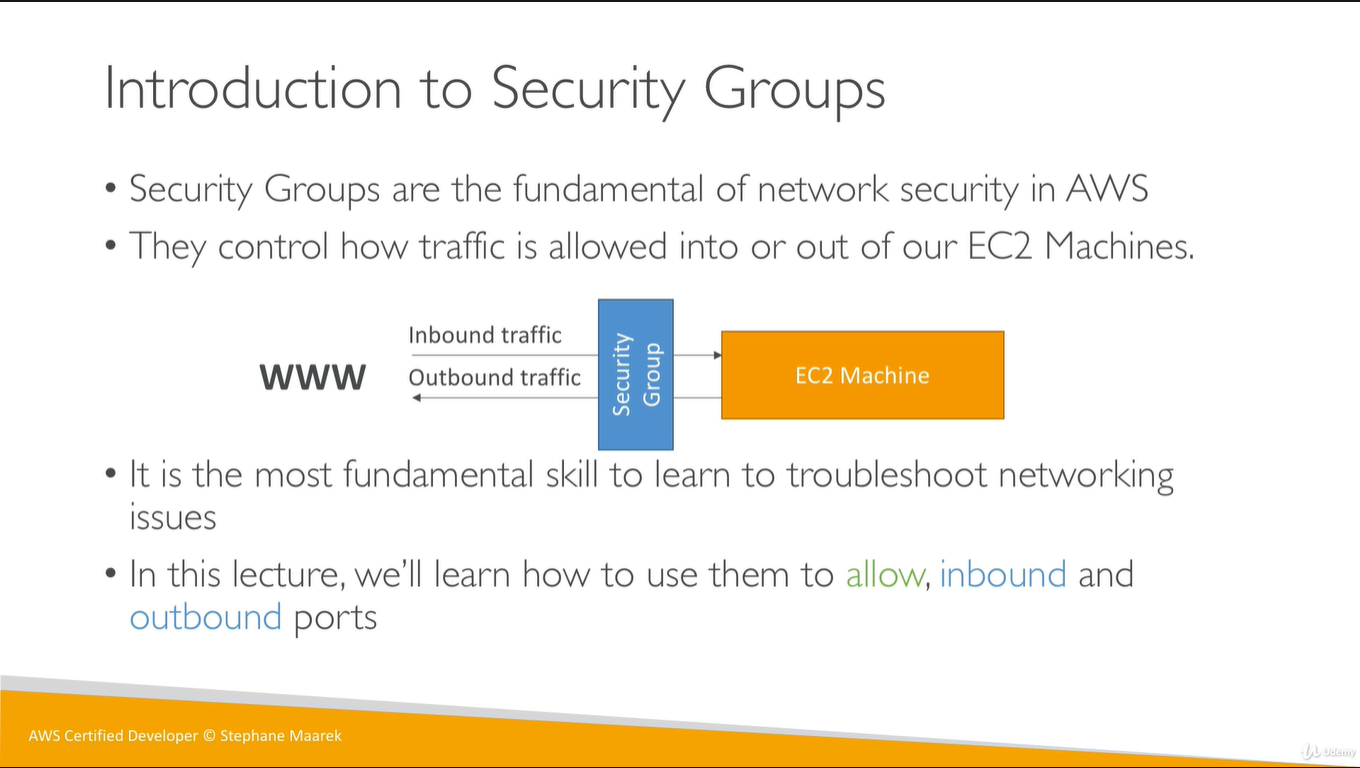 Introduction to Security Groups
• Security Groups are the fundamental of network security in AWS
• They control how traffic is allowed into or out of our EC2 Machines.
WWW
Inbound traffic
Outbound traffic
Security
Group
EC2 Machine
• It is the most fundamental skill to learn to troubleshoot networking
issues
• In this lecture, we’ll learn how to use them to allow, inbound and
outbound ports
AWS Certified Developer © Stephane Maarek
Udemy